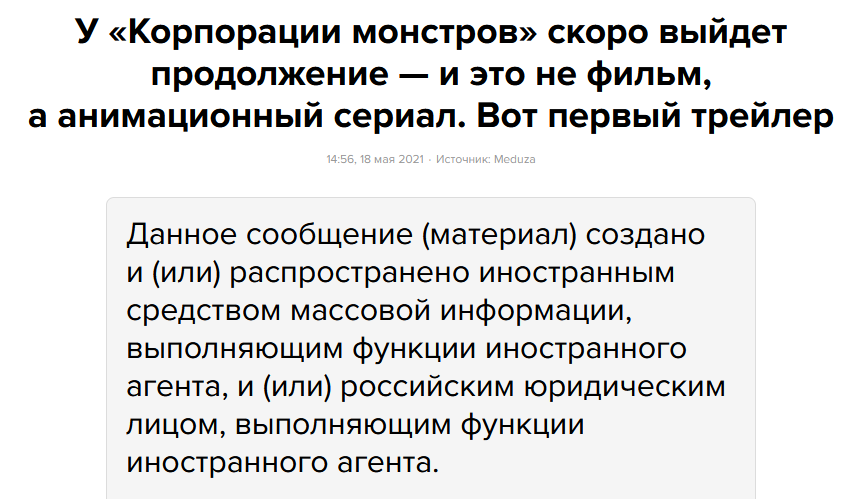 У «Корпорации монстров» скоро выйдет
продолжение — и это не фильм,
а анимационный сериал. Вот первый трейлер
14:56, 18 мая 2021 · Источник: Meduza
Данное сообщение (материал) создано
и (или) распространено иностранным
средством массовой информации,
выполняющим функции иностранного
агента, и (или) российским юридическим
лицом, выполняющим функции
иностранного агента.